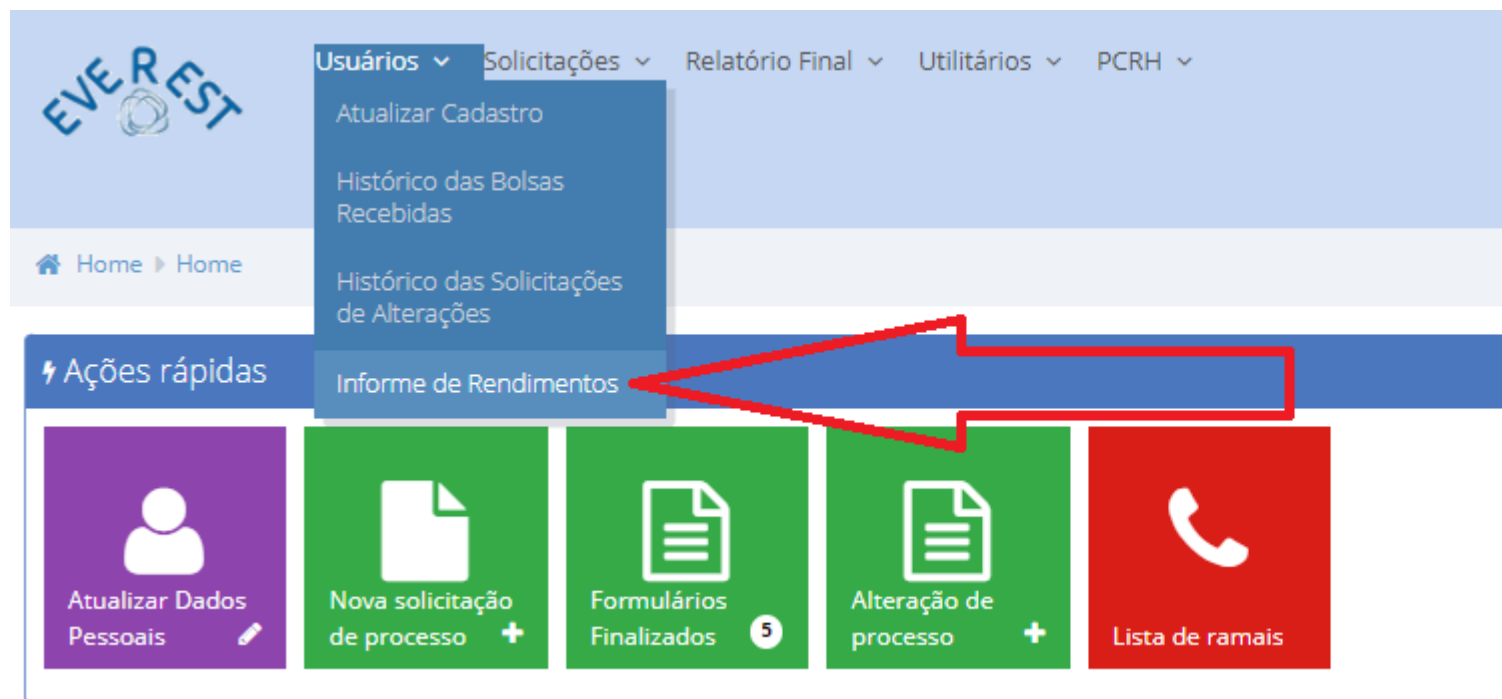 EVEREST
Usuários Solicitações Relatório Final Utilitários PCRH
Atualizar Cadastro
Histórico das Bolsas
Recebidas
Histórico das Solicitações
de Alterações
Informe de Rendimentos
Home Home
Ações rápidas
Atualizar Dados
Pessoais
Nova solicitação
de processo
Formulários
Finalizados 5
Alteração de
processo
Lista de ramais